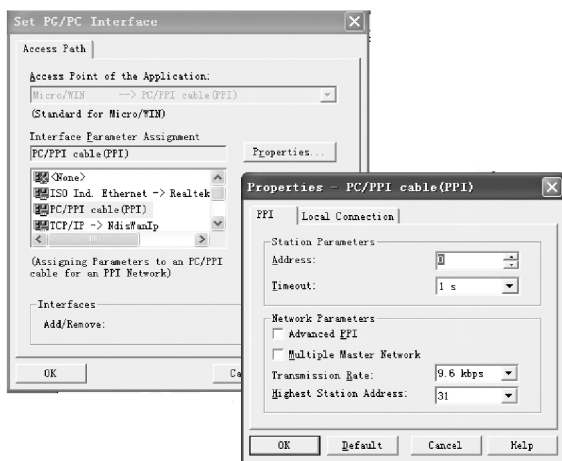 Set PG/PC Interface
Access Path
Access Point of the Application:
Micro/WIN --> PC/PPI cable(PPI)
(Standard for Micro/WIN)
Interface Parameter Assignment
PC/PPI cable(PPI)
Properties...
<None>
ISO Ind. Ethernet -> Realtek
PC/PPI cable(PPI)
TCP/IP -> NdisWanIp
(Assigning Parameters to an PC/PPI
cable for an PPI Network)
Interfaces
Add/Remove:
OK
Ca
Properties - PC/PPI cable(PPI)
PPI
Local Connection
Station Parameters
Address:
0
Timeout:
1 s
Network Parameters
Advanced PPI
Multiple Master Network
Transmission Rate:
9.6 kbps
Highest Station Address:
31
OK
Default
Cancel
Help